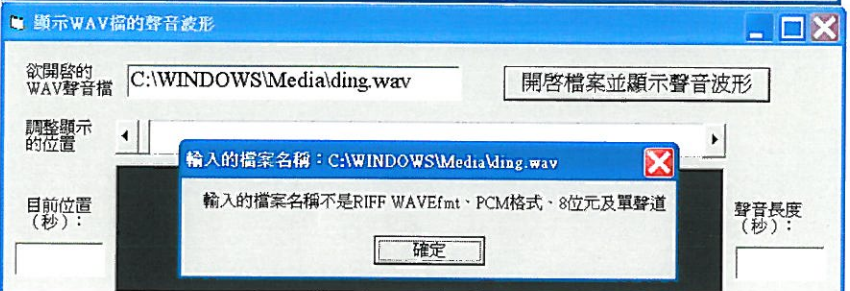 顯示WAV檔的聲音波形
欲開啓的
WAV聲音檔
C:\WINDOWS\Media\ding.wav
開啓檔案並顯示聲音波形
調整顯示
的位置
輸入的檔案名稱：C:\WINDOWS\Media\ding.wav
輸入的檔案名稱不是RIFF WAVEfmt、PCM格式、8位元及單聲道
確定
目前位置
（秒）：
聲音長度
（秒）：